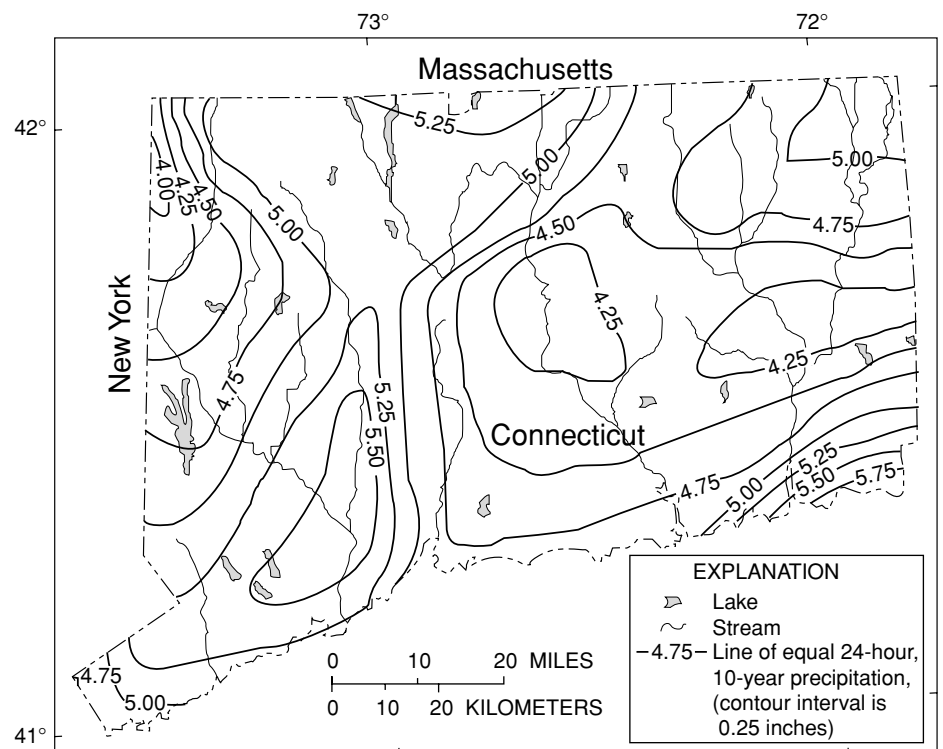 73°
72°
Massachusetts
42°
5.25
5.00
5.00
4.00
4.25
4.50
5.00
4.75
4.50
New York
4.25
4.25
4.75
5.25
5.50
Connecticut
4.75
5.00
5.25
5.50
5.75
4.75
5.00
41°
0 10 20 MILES
0 10 20 KILOMETERS
EXPLANATION
Lake
Stream
4.75 Line of equal 24-hour,
10-year precipitation,
(contour interval is
0.25 inches)